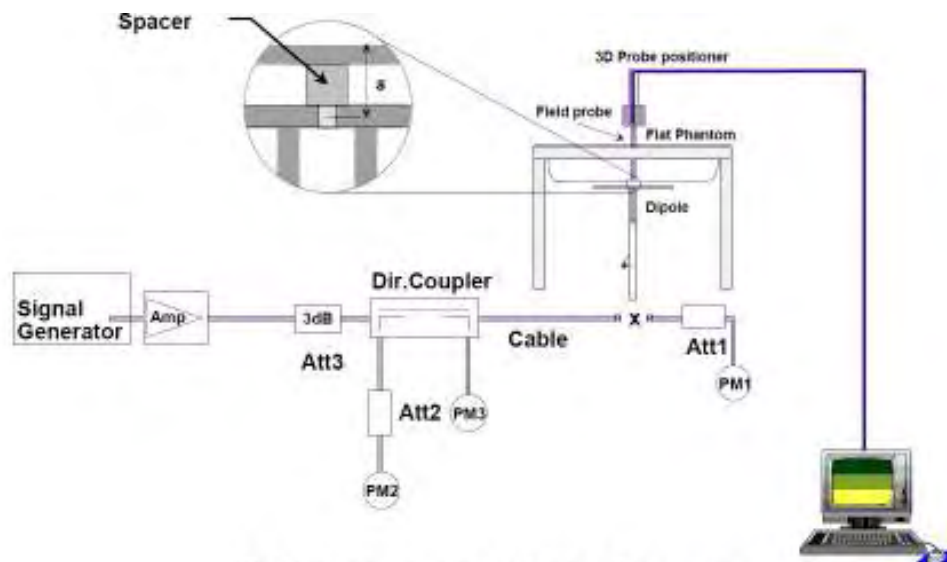 Spacer
s
3D Probe positioner
Field probe
Flat Phantom
Dipole
Signal
Generator
Amp
3dB
Att3
Dir.Coupler
Cable
x
Att1
PM1
Att2
PM3
PM2